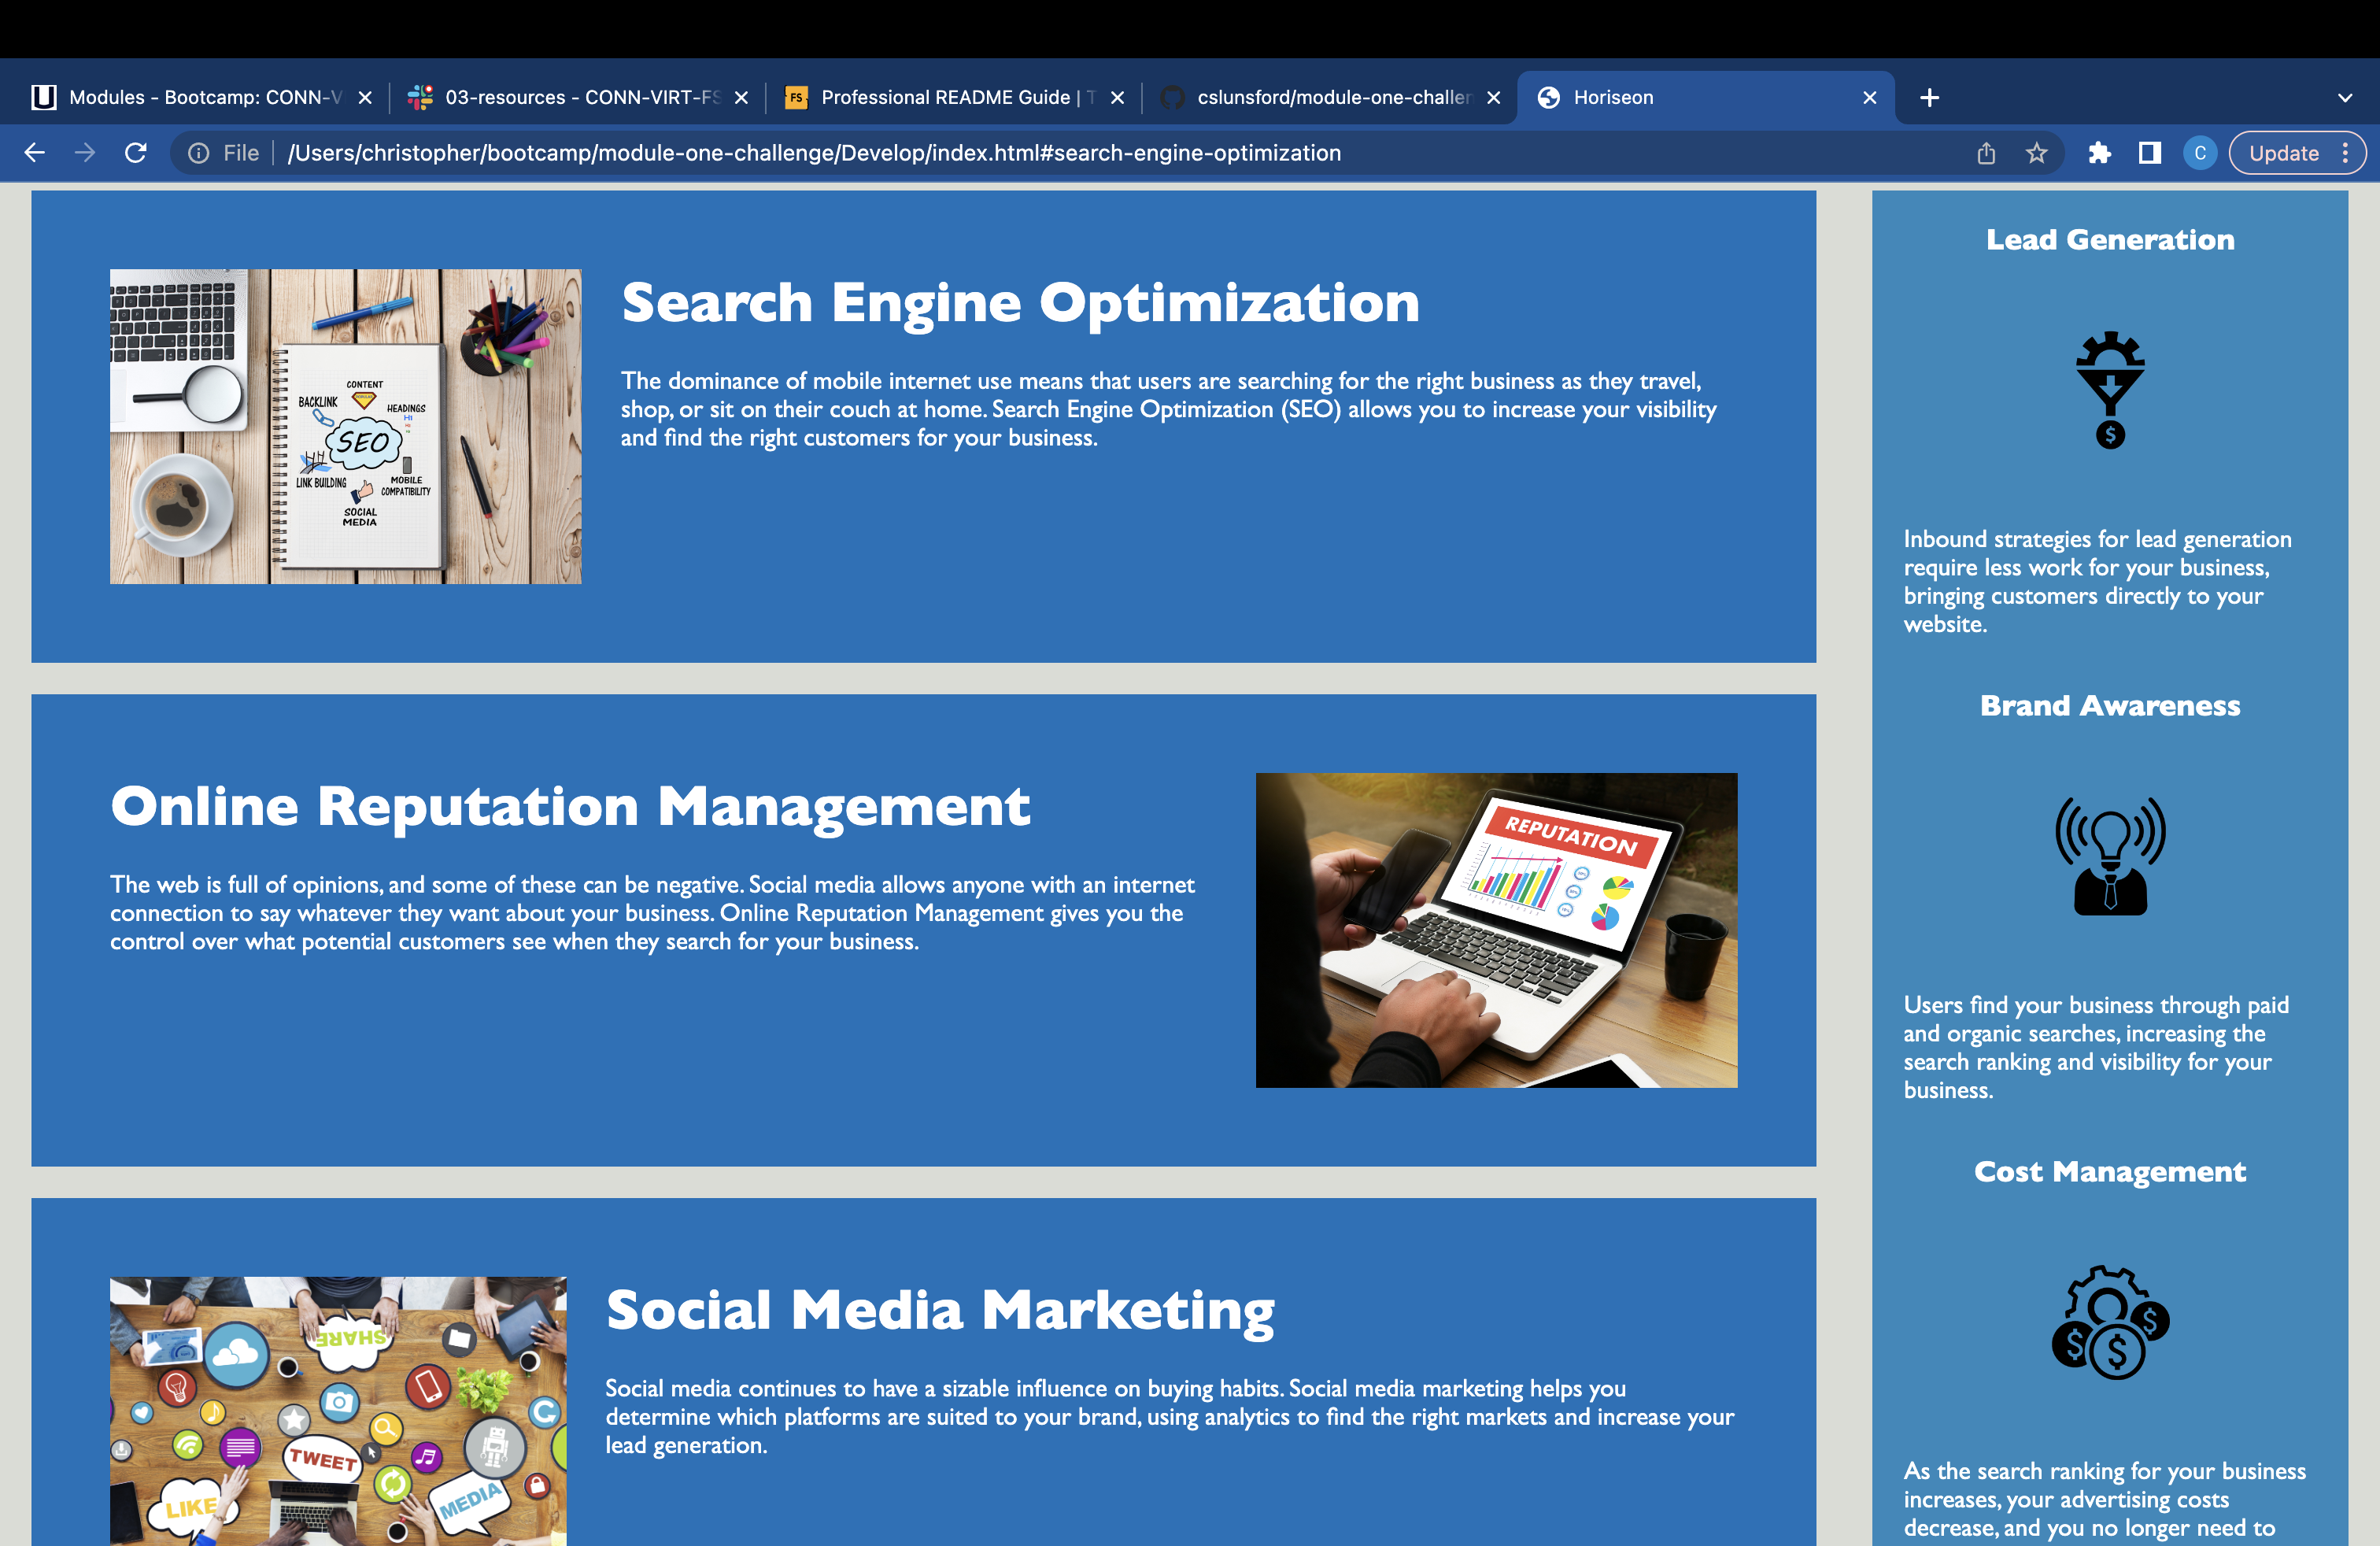 Modules - Bootcamp: CONN-V
03-resources - CONN-VIRT-FS
Professional README Guide | T
cslunsford/module-one-challen
Horiseon
File
/Users/christopher/bootcamp/module-one-challenge/Develop/index.html#search-engine-optimization
C
Update
Search Engine Optimization
The dominance of mobile internet use means that users are searching for the right business as they travel,
shop, or sit on their couch at home. Search Engine Optimization (SEO) allows you to increase your visibility
and find the right customers for your business.
CONTENT
BACKLINK
HEADINGS
SEO
LINK BUILDING
MOBILE
COMPATIBILITY
SOCIAL
MEDIA
Online Reputation Management
The web is full of opinions, and some of these can be negative. Social media allows anyone with an internet
connection to say whatever they want about your business. Online Reputation Management gives you the
control over what potential customers see when they search for your business.
REPUTATION
Social Media Marketing
Social media continues to have a sizable influence on buying habits. Social media marketing helps you
determine which platforms are suited to your brand, using analytics to find the right markets and increase your
lead generation.
SHARE
TWEET
LIKE
MEDIA
Lead Generation
$
Inbound strategies for lead generation
require less work for your business,
bringing customers directly to your
website.
Brand Awareness
Users find your business through paid
and organic searches, increasing the
search ranking and visibility for your
business.
Cost Management
$ $ $
As the search ranking for your business
increases, your advertising costs
decrease, and you no longer need to